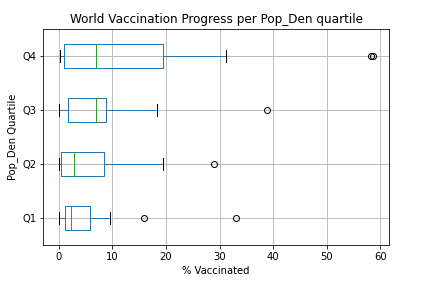 World Vaccination Progress per Pop_Den quartile
Pop_Den Quartile
Q4
Q3
Q2
Q1
0 10 20 30 40 50 60
% Vaccinated